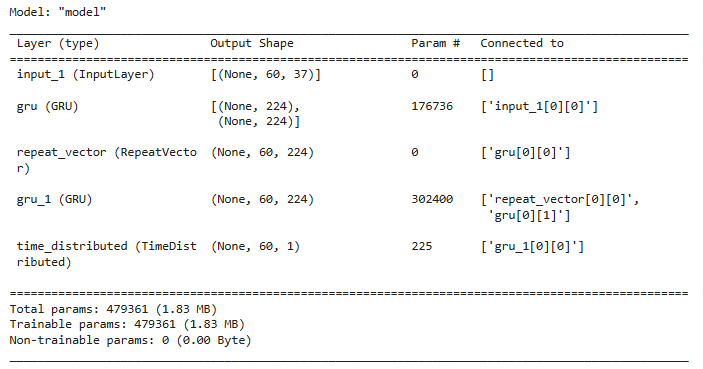 Model: "model"
Layer (type) Output Shape Param # Connected to
input_1 (InputLayer) [(None, 60, 37)] 0 []
gru (GRU) [(None, 224), 176736 ['input_1[0][0]']
(None, 224)]
repeat_vector (RepeatVecto (None, 60, 224) 0 ['gru[0][0]']
r)
gru_1 (GRU) (None, 60, 224) 302400 ['repeat_vector[0][0]',
'gru[0][1]']
time_distributed (TimeDist (None, 60, 1) 225 ['gru_1[0][0]']
ributed)
Total params: 479361 (1.83 MB)
Trainable params: 479361 (1.83 MB)
Non-trainable params: 0 (0.00 Byte)